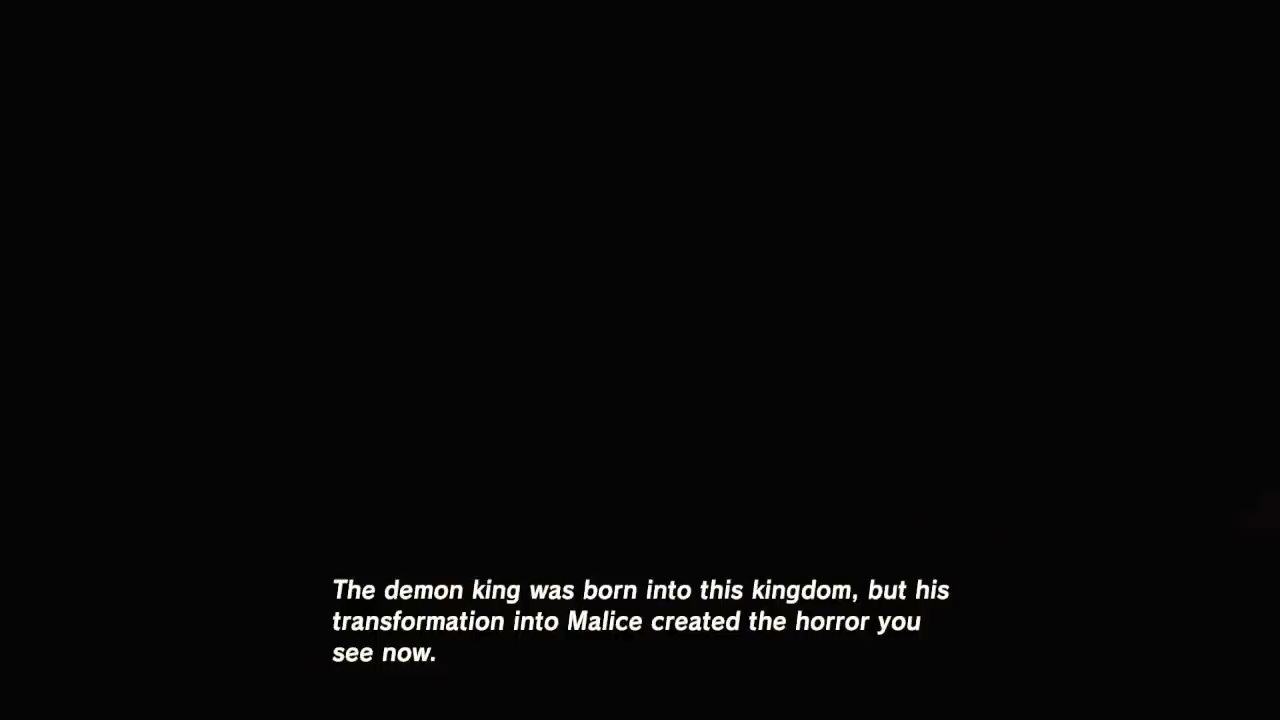 The demon king was born into this kingdom, but his
transformation into Malice created the horror you
see now.